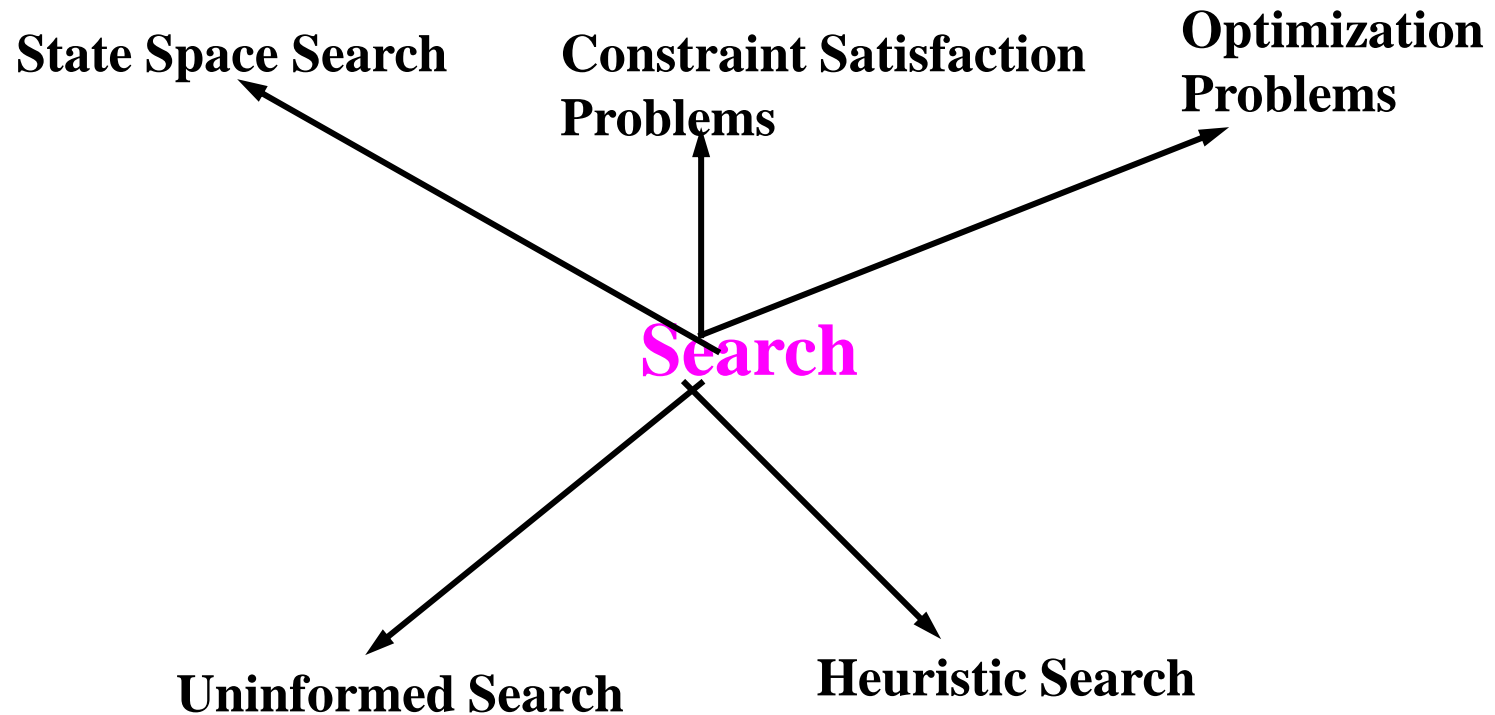 State Space Search
Constraint Satisfaction
Problems
Optimization
Problems
Search
Uninformed Search
Heuristic Search